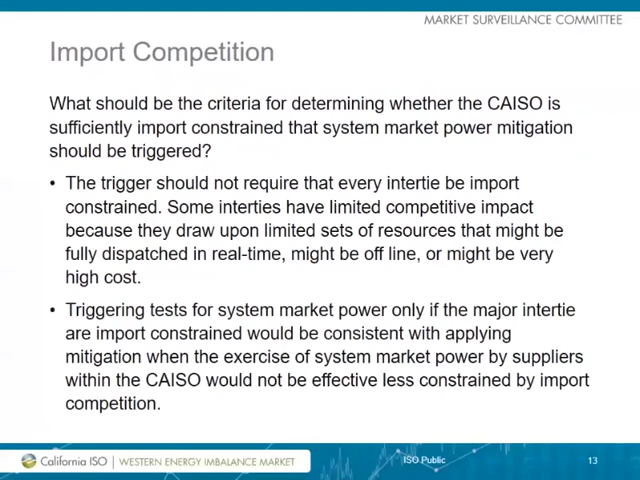 MARKET SURVEILLANCE COMMITTEE
Import Competition
What should be the criteria for determining whether the CAISO is
sufficiently import constrained that system market power mitigation
should be triggered?
• The trigger should not require that every intertie be import
constrained. Some interties have limited competitive impact
because they draw upon limited sets of resources that might be
fully dispatched in real-time, might be off line, or might be very
high cost.
• Triggering tests for system market power only if the major intertie
are import constrained would be consistent with applying
mitigation when the exercise of system market power by suppliers
within the CAISO would not be effective less constrained by import
competition.
California ISO | WESTERN ENERGY IMBALANCE MARKET
ISO Public
13